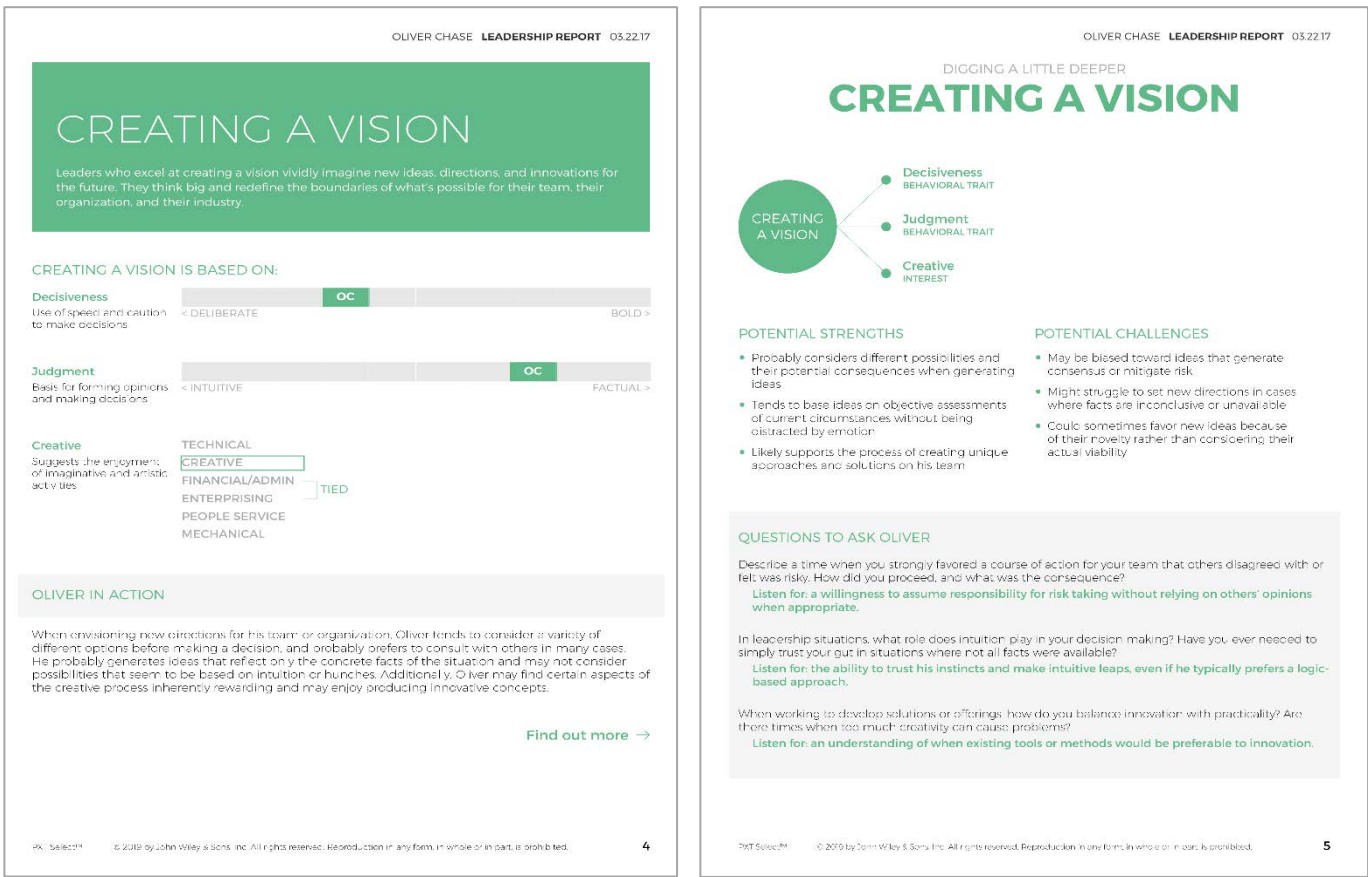 OLIVER CHASE LEADERSHIP REPORT 03.22.17
CREATING A VISION
Leaders who excel at creating a vision vividly imagine new ideas, directions, and innovations for
the future. They think big and redefine the boundaries of what's possible for their team, their
organization, and their industry.
CREATING A VISION IS BASED ON:
Decisiveness
Use of speed and caution
to make decisions
OC
< DELIBERATE
BOLD >
Judgment
Basis for forming opinions
and making decisions
OC
< INTUITIVE
FACTUAL >
Creative
Suggests the enjoyment
of imaginative and artistic
activities
TECHNICAL
CREATIVE
FINANCIAL/ADMIN
ENTERPRISING
TIED
PEOPLE SERVICE
MECHANICAL
OLIVER IN ACTION
When envisioning new directions for his team or organization, Oliver tends to consider a variety of
different options before making a decision, and probably prefers to consult with others in many cases.
He probably generates ideas that reflect only the concrete facts of the situation and may not consider
possibilities that seem to be based on intuition or hunches. Additionally, Oliver may find certain aspects of
the creative process inherently rewarding and may enjoy producing innovative concepts.
Find out more →
PXT Select™ © 2019 by John Wiley & Sons, Inc. All rights reserved. Reproduction in any form, in whole or in part, is prohibited. 4
OLIVER CHASE LEADERSHIP REPORT 03.22.17
DIGGING A LITTLE DEEPER
CREATING A VISION
CREATING
A VISION
Decisiveness
BEHAVIORAL TRAIT
Judgment
BEHAVIORAL TRAIT
Creative
INTEREST
POTENTIAL STRENGTHS
• Probably considers different possibilities and
their potential consequences when generating
ideas
• Tends to base ideas on objective assessments
of current circumstances without being
distracted by emotion
• Likely supports the process of creating unique
approaches and solutions on his team
POTENTIAL CHALLENGES
• May be biased toward ideas that generate
consensus or mitigate risk
• Might struggle to set new directions in cases
where facts are inconclusive or unavailable
• Could sometimes favor new ideas because
of their novelty rather than considering their
actual viability
QUESTIONS TO ASK OLIVER
Describe a time when you strongly favored a course of action for your team that others disagreed with or
felt was risky. How did you proceed, and what was the consequence?
Listen for: a willingness to assume responsibility for risk taking without relying on others' opinions
when appropriate.
In leadership situations, what role does intuition play in your decision making? Have you ever needed to
simply trust your gut in situations where not all facts were available?
Listen for: the ability to trust his instincts and make intuitive leaps, even if he typically prefers a logic-
based approach.
When working to develop solutions or offerings, how do you balance innovation with practicality? Are
there times when too much creativity can cause problems?
Listen for: an understanding of when existing tools or methods would be preferable to innovation.
PXT Select™ © 2019 by John Wiley & Sons, Inc. All rights reserved. Reproduction in any form, in whole or in part, is prohibited. 5